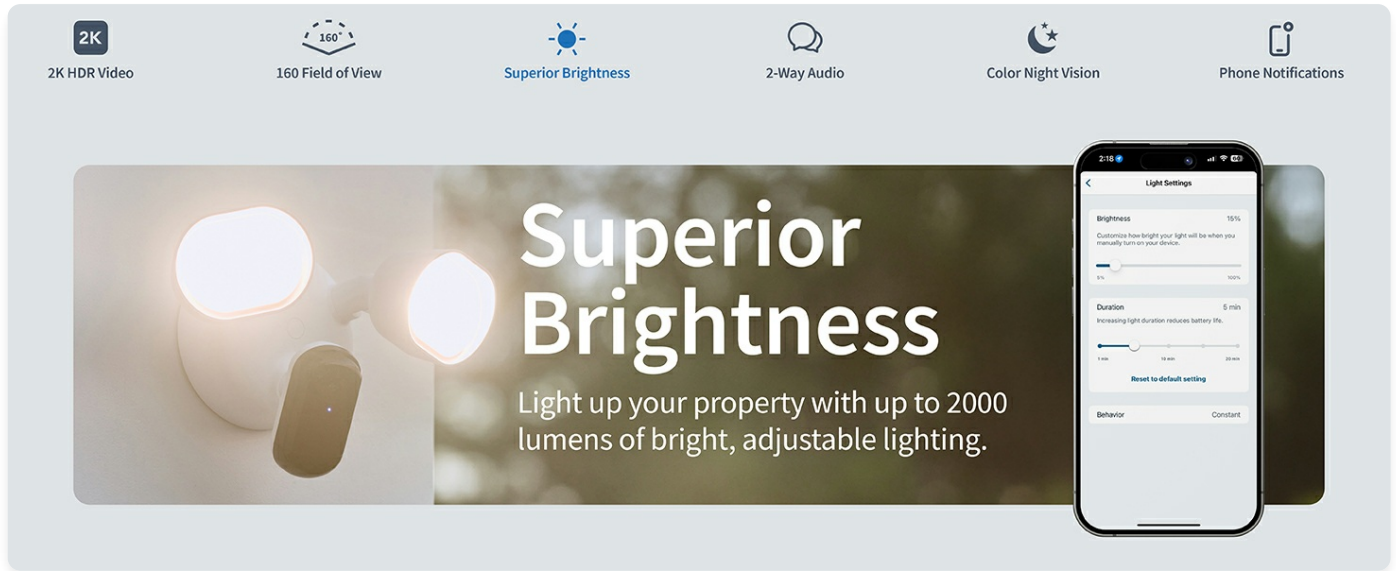 2K
160°
2K HDR Video
160 Field of View
Superior Brightness
2-Way Audio
Color Night Vision
Phone Notifications
Superior
Brightness
Light up your property with up to 2000
lumens of bright, adjustable lighting.
2:18
Light Settings
Brightness 15%
Customize how bright your light will be when you
manually turn on your device.
5% 100%
Duration 5 min
Increasing light duration reduces battery life.
1 min 15 min 20 min
Reset to default setting
Behavior Constant